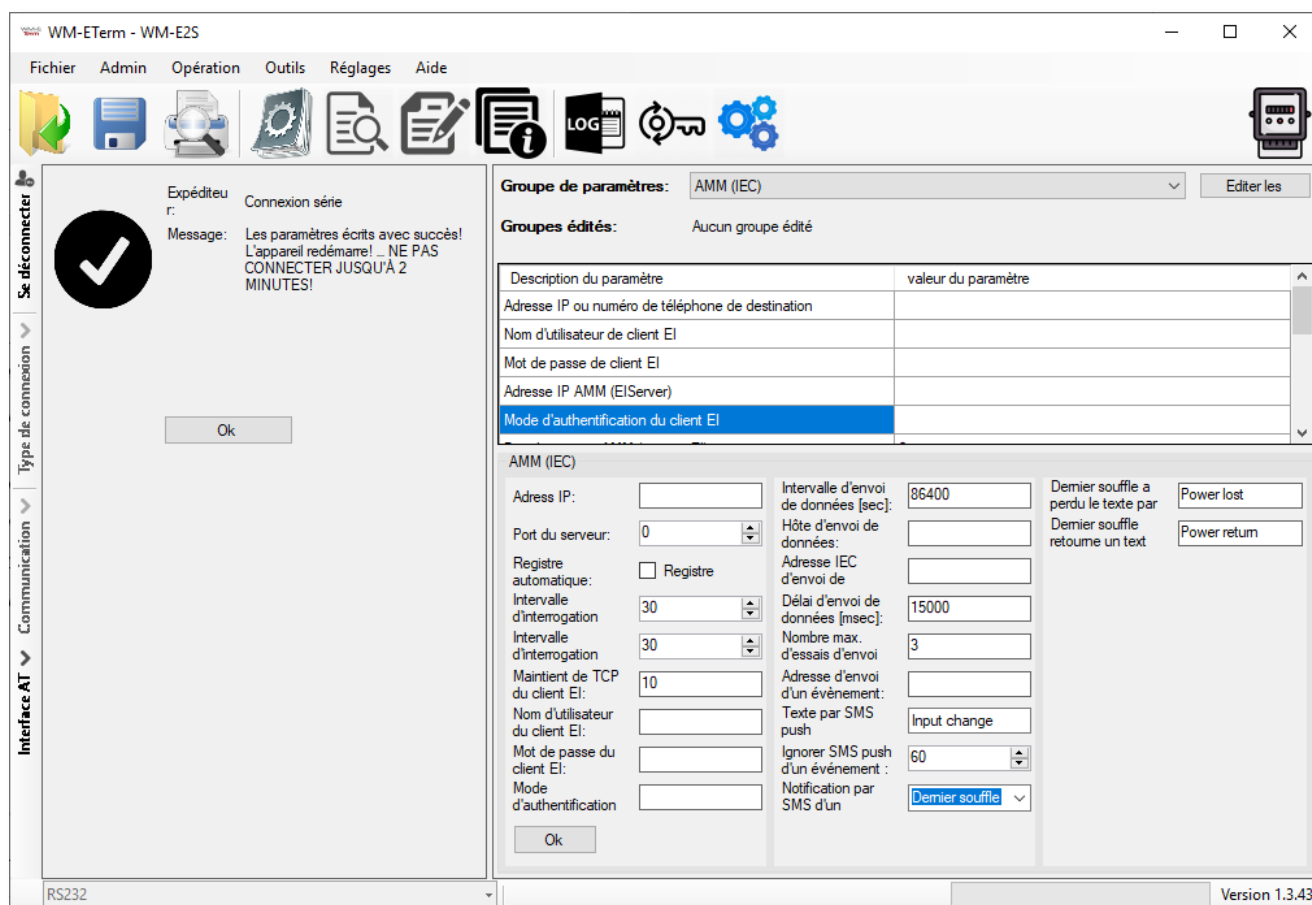 WM-ETerm - WM-E2S
Fichier Admin Opération Outils Réglages Aide
LOG
Se déconnecter
Type de connexion
Communication
Interface AT
Expéditeu
r:
Connexion série
Message:
Les paramètres écrits avec succès!
L'appareil redémarre! ... NE PAS
CONNECTER JUSQU'À 2
MINUTES!
Ok
Groupe de paramètres: AMM (IEC) Editer les
Groupes édités: Aucun groupe édité
Description du paramètre valeur du paramètre
Adresse IP ou numéro de téléphone de destination
Nom d'utilisateur de client EI
Mot de passe de client EI
Adresse IP AMM (EIServer)
Mode d'authentification du client EI
AMM (IEC)
Adress IP:
Port du serveur: 0
Registre
automatique:
Registre
Intervalle
d'interrogation
30
Intervalle
d'interrogation
30
Maintient de TCP
du client EI:
10
Nom d'utilisateur
du client EI:
Mot de passe du
client EI:
Mode
d'authentification
Ok
Intervalle d'envoi
de données [sec]:
86400
Hôte d'envoi de
données:
Adresse IEC
d'envoi de
Délai d'envoi de
données [msec]:
15000
Nombre max.
d'essais d'envoi
3
Adresse d'envoi
d'un évènement:
Texte par SMS
push
Input change
Ignorer SMS push
d'un événement :
60
Notification par
SMS d'un
Dernier souffle
Dernier souffle a
perdu le texte par
Power lost
Dernier souffle
retourne un text
Power return
RS232
Version 1.3.43